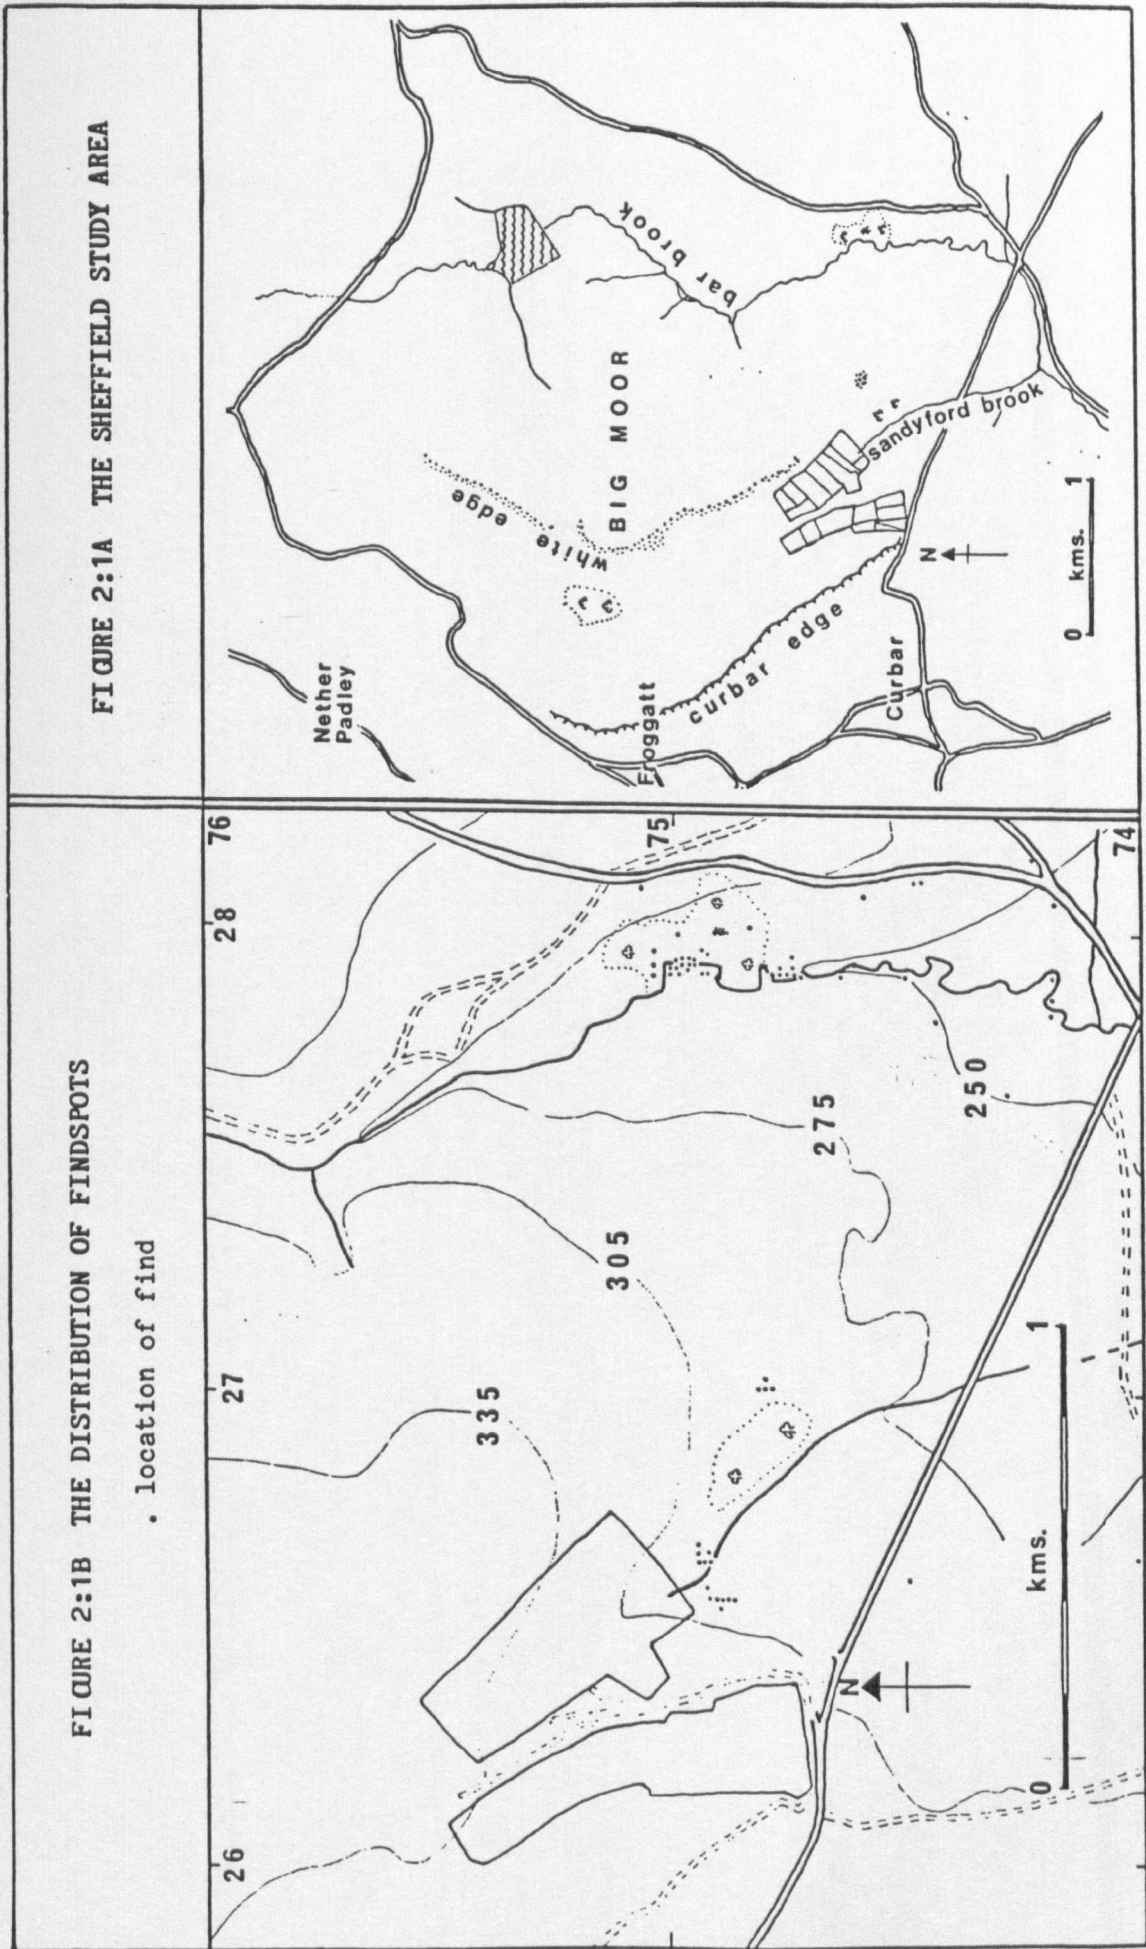 FIGURE 2:1A THE SHEFFIELD STUDY AREA
Nether
Padley
white edge
BIG MOOR
bar brook
Froggatt
curbar edge
sandyford brook
Curbar
N
0 1
kms.
FIGURE 2:1B THE DISTRIBUTION OF FINDSPOTS
. location of find
26
27
28
76
75
74
335
305
275
250
N
0 1
kms.